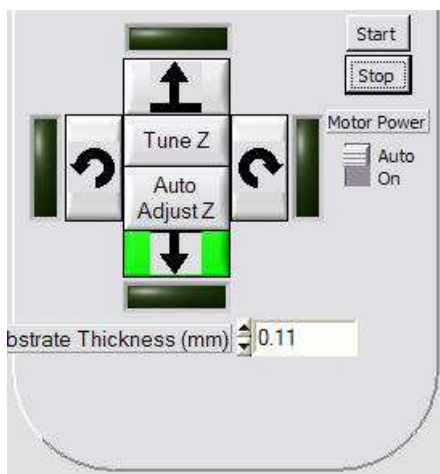 Start
Stop
Motor Power
Auto
On
Tune Z
Auto
Adjust Z
bstrate Thickness (mm) 0.11